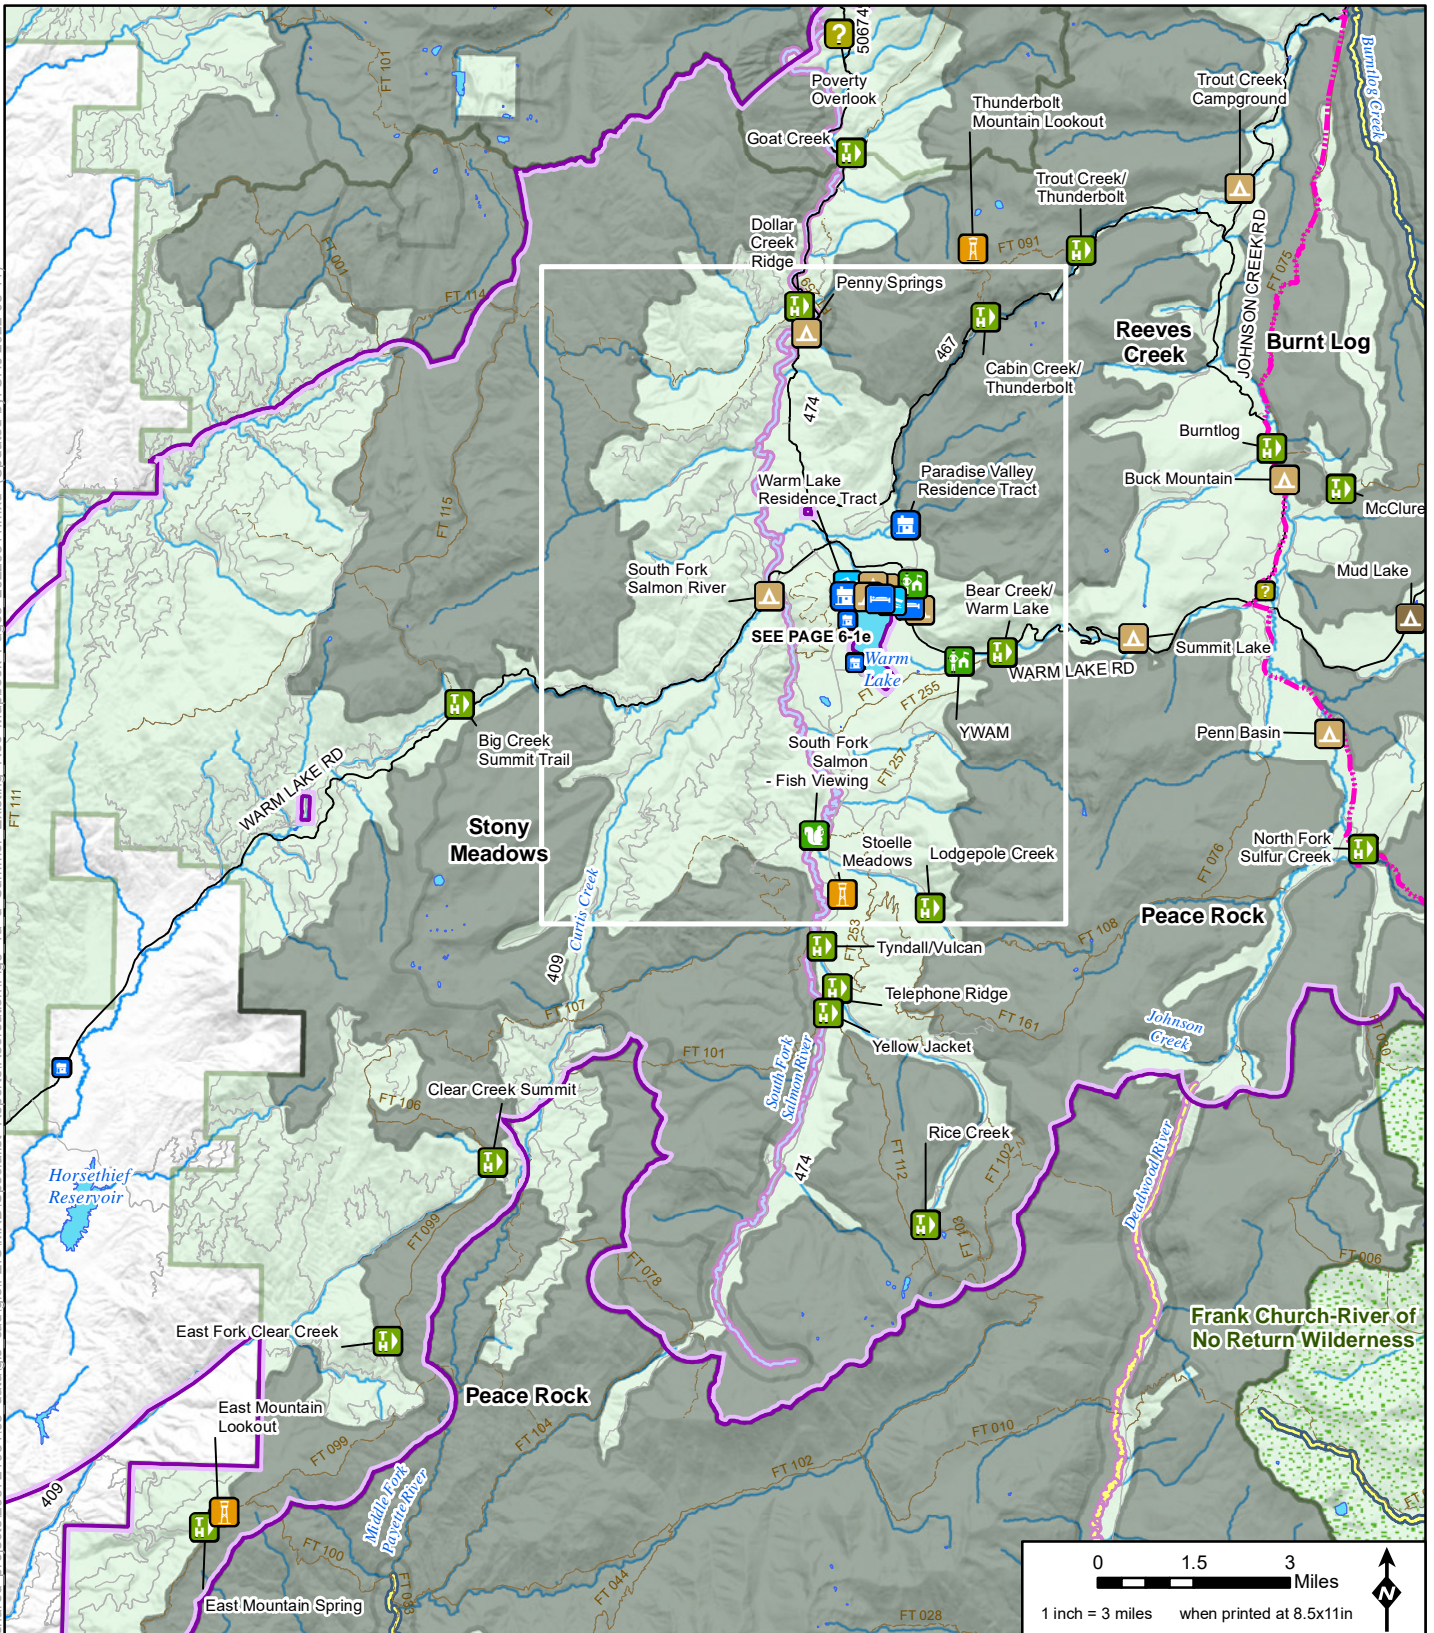 FT 101
50674
?
Poverty
Overlook
Goat Creek
Thunderbolt
Mountain Lookout
Trout Creek
Campground
Burntlog Creek
Trout Creek/
Thunderbolt
FT 091
FT 001
FT 114
Dollar
Creek
Ridge
Penny Springs
467
Cabin Creek/
Thunderbolt
Reeves
Creek
JOHNSON CREEK RD
FT 075
Burnt Log
474
FT 115
Warm Lake
Residence Tract
Paradise Valley
Residence Tract
Burntlog
Buck Mountain
McClure
South Fork
Salmon River
Bear Creek/
Warm Lake
Mud Lake
?
SEE PAGE 6-1e
Warm
Lake
Summit Lake
WARM LAKE RD
FT 255
YWAM
Penn Basin
Big Creek
Summit Trail
WARM LAKE RD
FT 111
South Fork
Salmon
- Fish Viewing
FT 257
Stony
Meadows
Stoelle
Meadows
Lodgepole Creek
North Fork
Sulfur Creek
FT 076
Peace Rock
Curtis Creek
409
FT 253
FT 108
Tyndall/Vulcan
Telephone Ridge
FT 107
FT 161
Yellow Jacket
Johnson
Creek
FT 101
South Fork
Salmon River
Clear Creek Summit
FT 106
Rice Creek
FT 112
FT 102
FT 103
474
Deadwood River
Horsethief
Reservoir
FT 099
FT 078
FT 006
Frank Church-River of
No Return Wilderness
East Fork Clear Creek
Peace Rock
East Mountain
Lookout
FT 099
FT 104
FT 010
FT 102
409
Middle Fork
Payette River
FT 100
FT 044
East Mountain Spring
FT 028
0 1.5 3
Miles
1 inch = 3 miles when printed at 8.5x11in
N